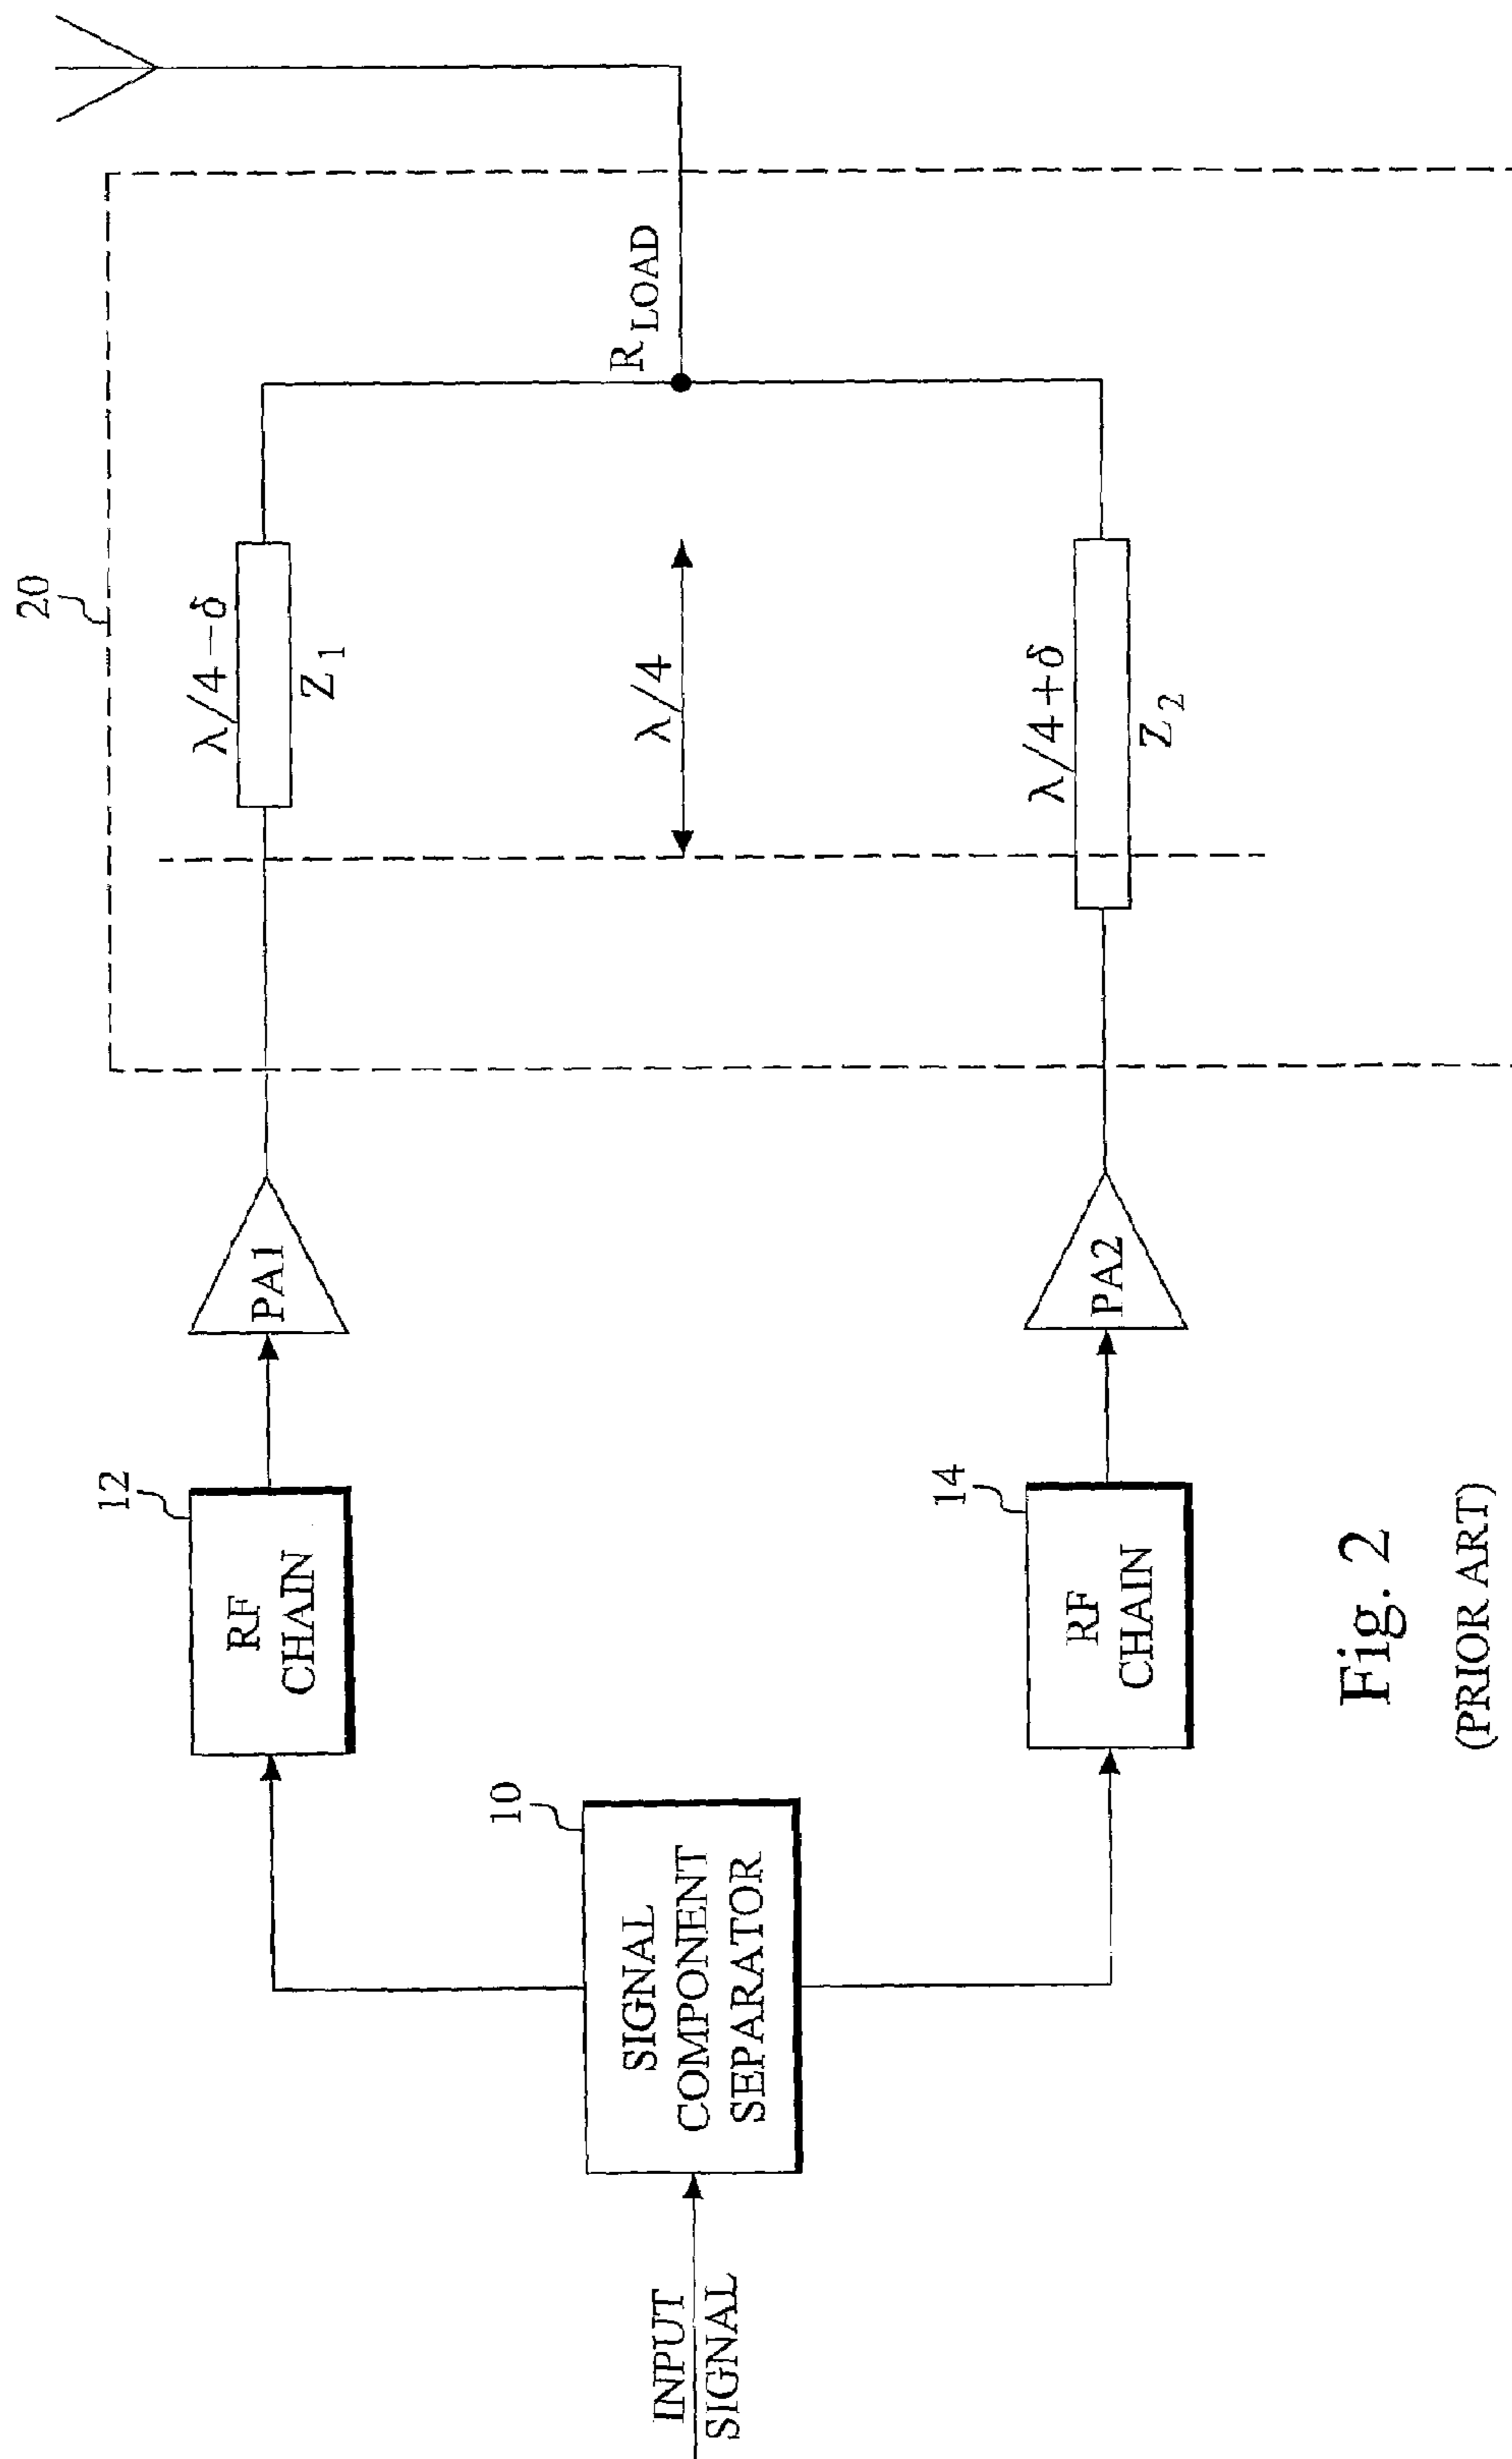 INPUT
SIGNAL
10
SIGNAL
COMPONENT
SEPARATOR
12
RF
CHAIN
14
RF
CHAIN
PA1
PA2
20
λ/4−δ
Z1
λ/4
λ/4+δ
Z2
RLOAD
Fig. 2
(PRIOR ART)